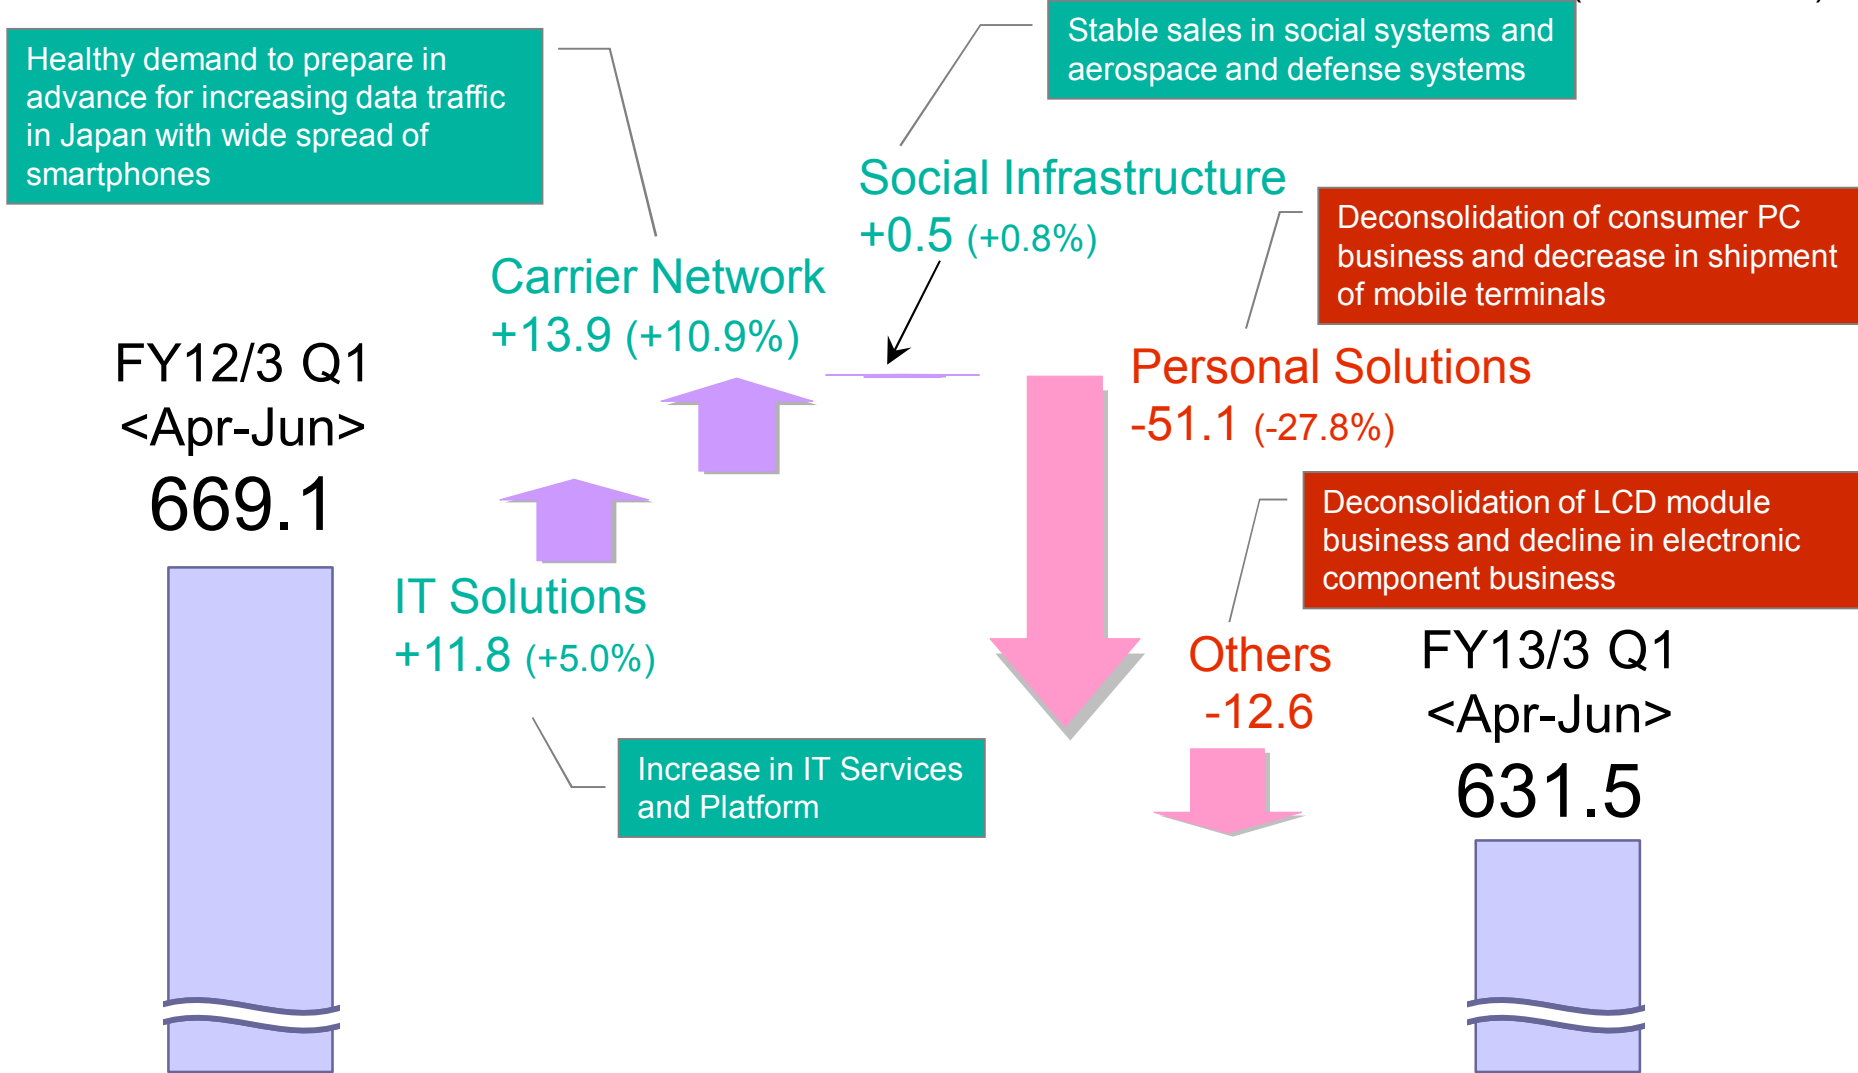 Stable sales in social systems and
aerospace and defense systems
Healthy demand to prepare in
advance for increasing data traffic
in Japan with wide spread of
smartphones
Social Infrastructure
+0.5 (+0.8%)
Deconsolidation of consumer PC
business and decrease in shipment
of mobile terminals
Carrier Network
+13.9 (+10.9%)
FY12/3 Q1
<Apr-Jun>
669.1
Personal Solutions
-51.1 (-27.8%)
Deconsolidation of LCD module
business and decline in electronic
component business
IT Solutions
+11.8 (+5.0%)
Others
-12.6
FY13/3 Q1
<Apr-Jun>
631.5
Increase in IT Services
and Platform